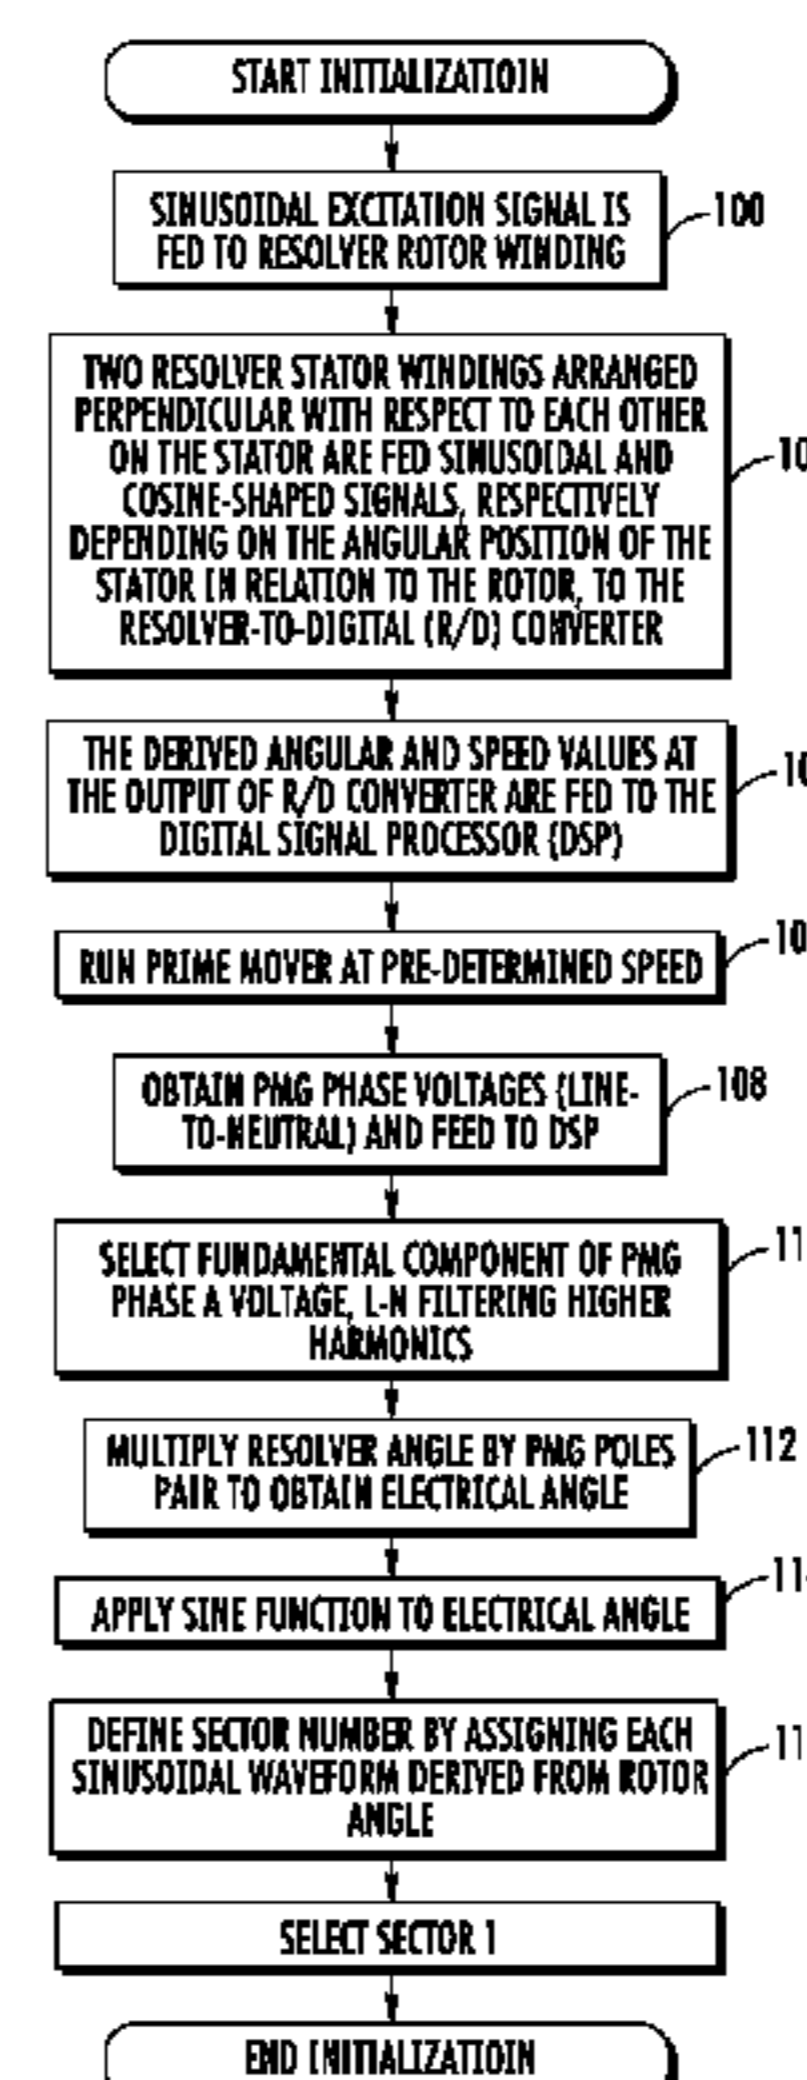 START INITIALIZATIOIN
SINUSOIDAL EXCITATION SIGNAL IS
FED TO RESOLVER ROTOR WINDING
100
TWO RESOLVER STATOR WINDINGS ARRANGED
PERPENDICULAR WITH RESPECT TO EACH OTHER
ON THE STATOR ARE FED SINUSOIDAL AND
COSINE-SHAPED SIGNALS, RESPECTIVELY
DEPENDING ON THE ANGULAR POSITION OF THE
STATOR IN RELATION TO THE ROTOR, TO THE
RESOLVER-TO-DIGITAL (R/D) CONVERTER
10
THE DERIVED ANGULAR AND SPEED VALUES AT
THE OUTPUT OF R/D CONVERTER ARE FED TO THE
DIGITAL SIGNAL PROCESSOR (DSP)
10
RUN PRIME MOVER AT PRE-DETERMINED SPEED
10
OBTAIN PMG PHASE VOLTAGES (LINE-
TO-NEUTRAL) AND FEED TO DSP
108
SELECT FUNDAMENTAL COMPONENT OF PMG
PHASE A VOLTAGE, L-N FILTERING HIGHER
HARMONICS
11
MULTIPLY RESOLVER ANGLE BY PMG POLES
PAIR TO OBTAIN ELECTRICAL ANGLE
112
APPLY SINE FUNCTION TO ELECTRICAL ANGLE
11
DEFINE SECTOR NUMBER BY ASSIGNING EACH
SINUSOIDAL WAVEFORM DERIVED FROM ROTOR
ANGLE
11
SELECT SECTOR 1
END INITIALIZATIOIN